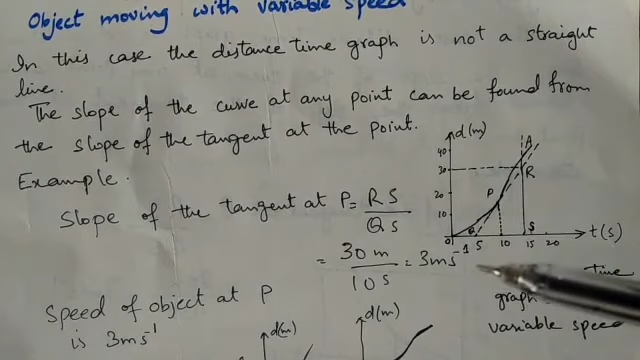 Object moving with variable speed
In this case the distance time graph is not a straight
line.
The slope of the curve at any point can be found from
the slope of the tangent at the point.
Example.
Slope of the tangent at P = RS
QS
= 30 m
10 s
= 3ms⁻¹
Speed of object at P
is 3ms⁻¹
d(m)
40
30
20
10
0
5
10
15
20
t(s)
A
R
P
Q
S
time
graph
variable speed
d(m)
d(m)